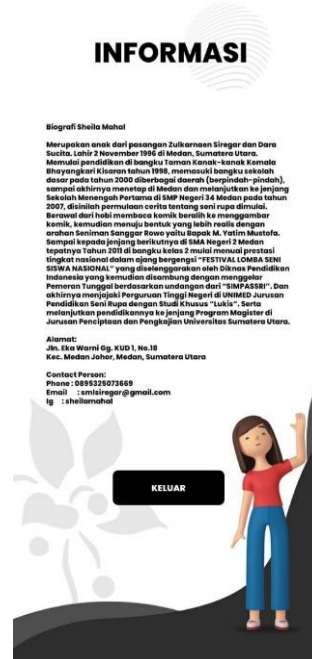 INFORMASI
Biografi Sheila Mahal
Merupakan anak dari pasangan Zulkarnaen Siregar dan Dara
Sucita. Lahir 2 November 1996 di Medan, Sumatera Utara.
Memulai pendidikan di bangku Taman Kanak-kanak Kemala
Bhayangkari Kisaran tahun 1998, memasuki bangku sekolah
dasar pada tahun 2000 diberbagai daerah (berpindah-pindah),
sampai akhirnya menetap di Medan dan melanjutkan ke jenjang
Sekolah Menengah Pertama di SMP Negeri 34 Medan pada tahun
2007, disinilah permulaan cerita tentang seni rupa dimulai.
Berawal dari hobi membaca komik beralih ke menggambar
komik, kemudian menuju bentuk yang lebih realis dengan
arahan Seniman Sanggar Rowo yaitu Bapak M. Yatim Mustofa.
Sampai kepada jenjang berikutnya di SMA Negeri 2 Medan
tepatnya Tahun 2011 di bangku kelas 2 mulai menuai prestasi
tingkat nasional dalam ajang bergengsi "FESTIVAL LOMBA SENI
SISWA NASIONAL" yang diselenggarakan oleh Diknas Pendidikan
Indonesia yang kemudian disambung dengan menggelar
Pemeran Tunggal berdasarkan undangan dari "SIMPASSRI". Dan
akhirnya menjajaki Perguruan Tinggi Negeri di UNIMED Jurusan
Pendidikan Seni Rupa dengan Studi Khusus "Lukis". Serta
melanjutkan pendidikannya ke jenjang Program Magister di
Jurusan Penciptaan dan Pengkajian Universitas Sumatera Utara.
Alamat:
Jln. Eka Warni Gg. KUD 1, No.18
Kec. Medan Johor, Medan, Sumatera Utara
Contact Person:
Phone : 0895325073669
Email : smlsiregar@gmail.com
Ig : sheilamahal
KELUAR